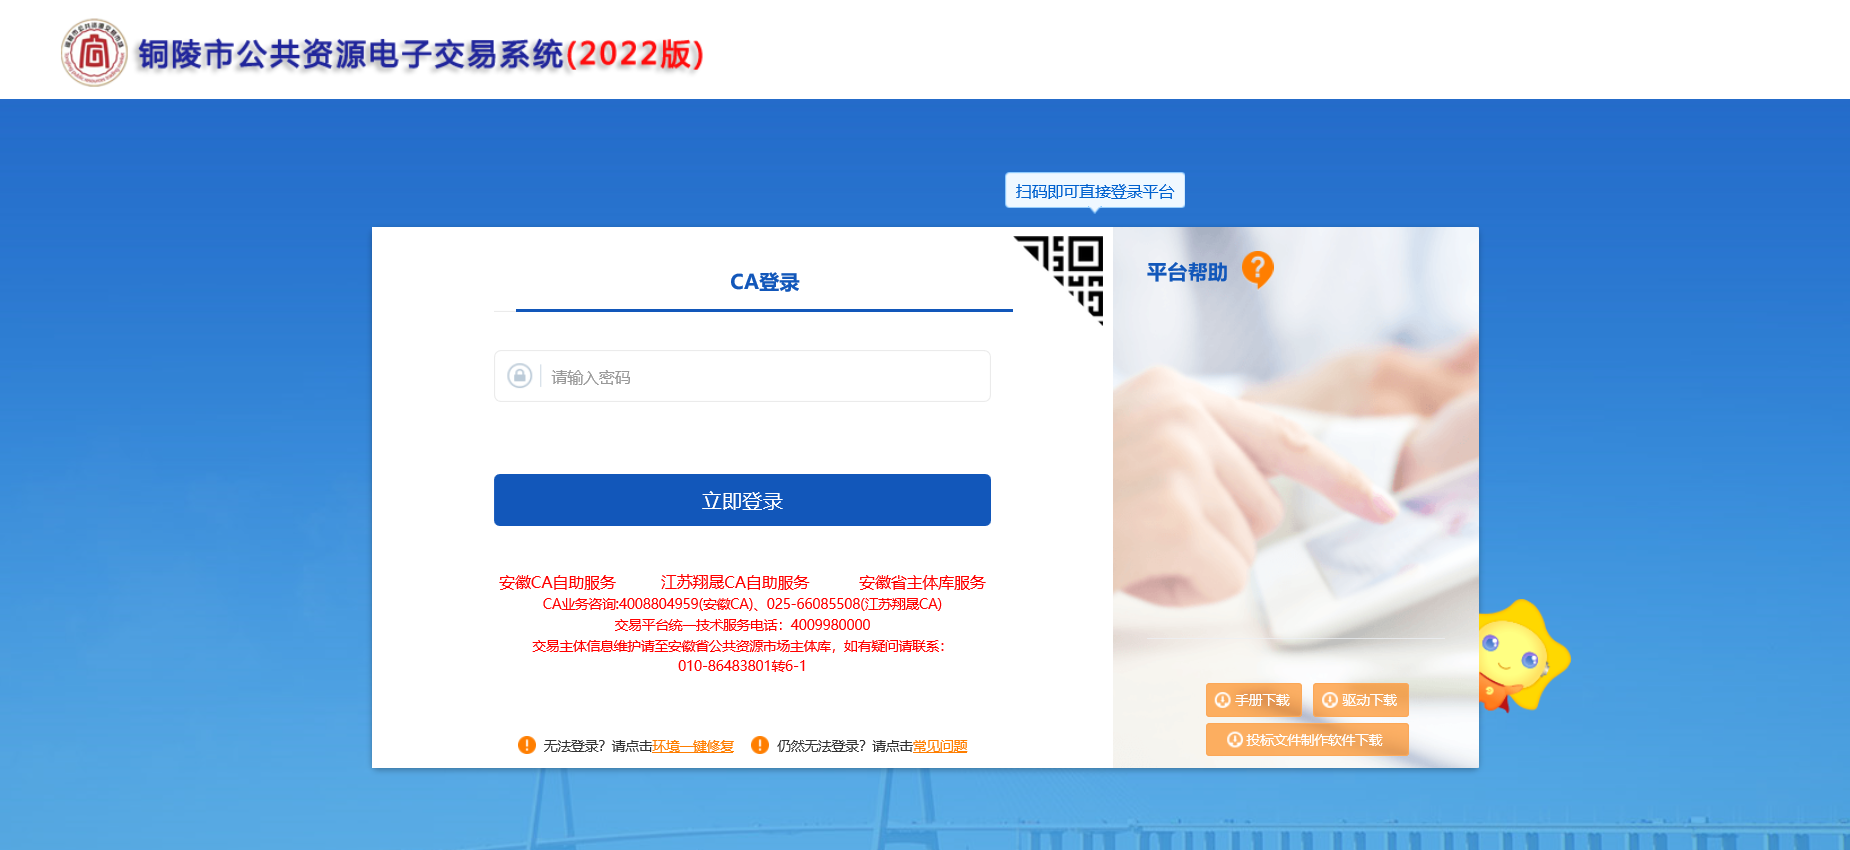 铜陵市公共资源电子交易系统(2022版)
扫码即可直接登录平台
CA登录
请输入密码
立即登录
安徽CA自助服务 江苏翔晟CA自助服务 安徽省主体库服务
CA业务咨询:4008804959(安徽CA)、025-66085508(江苏翔晟CA)
交易平台统一技术服务电话：4009980000
交易主体信息维护请至安徽省公共资源市场主体库，如有疑问请联系：
010-86483801转6-1
无法登录？请点击环境一键修复 仍然无法登录？请点击常见问题
平台帮助
手册下载 驱动下载
投标文件制作软件下载